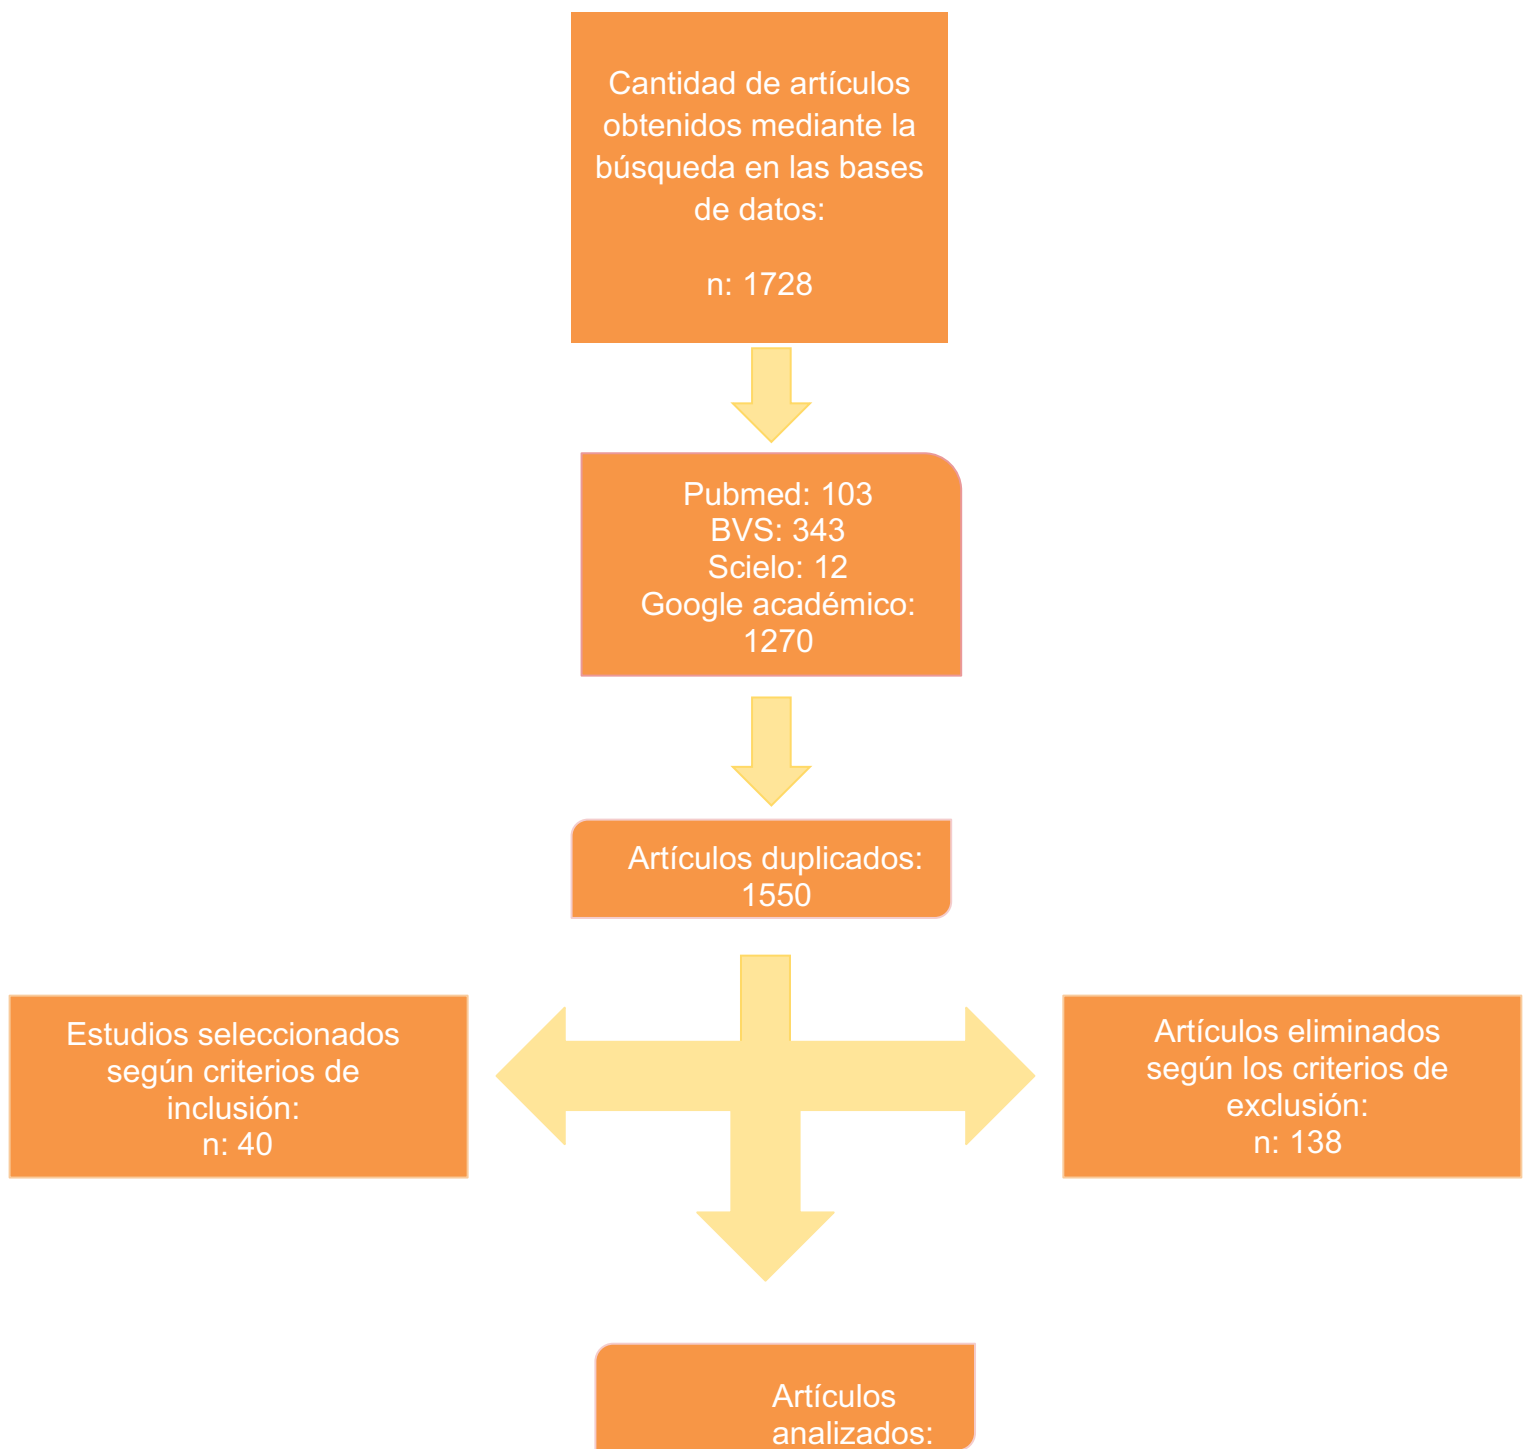 Cantidad de artículos
obtenidos mediante la
búsqueda en las bases
de datos:
n: 1728
Pubmed: 103
BVS: 343
Scielo: 12
Google académico:
1270
Artículos duplicados:
1550
Estudios seleccionados
según criterios de
inclusión:
n: 40
Artículos eliminados
según los criterios de
exclusión:
n: 138
Artículos
analizados: